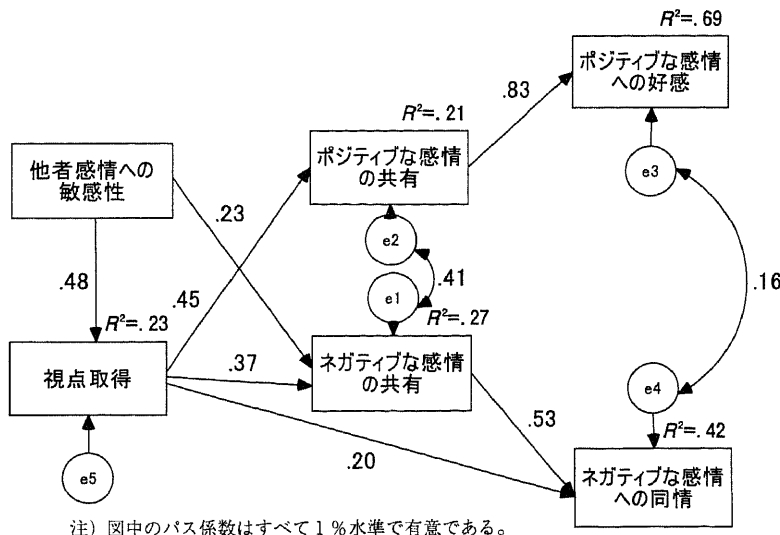 R²=.69
ポジティブな感情
への好感
.83
R²=.21
ポジティブな感情
の共有
他者感情への
敏感性
e3
.23
e2
.48
.45
.41
.16
e1
R²=.23
R²=.27
視点取得
.37
ネガティブな感情
の共有
e4
.53
R²=.42
.20
e5
ネガティブな感情
への同情
注）図中のパス係数はすべて1％水準で有意である。